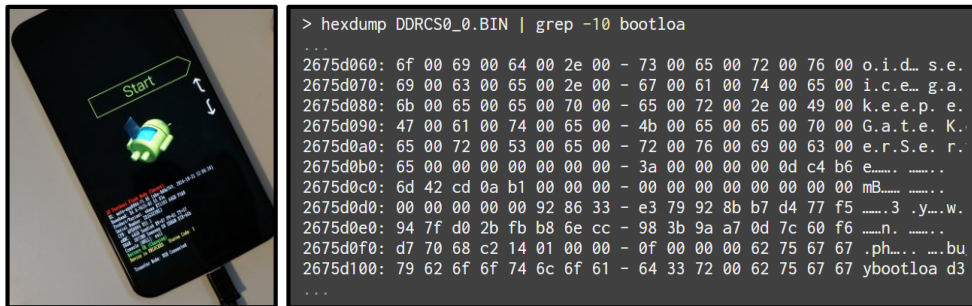 Start
> hexdump DDRCS0_0.BIN | grep -10 bootloa
...
2675d060: 6f 00 69 00 64 00 2e 00 - 73 00 65 00 72 00 76 00 o.i.d… s.e.
2675d070: 69 00 63 00 65 00 2e 00 - 67 00 61 00 74 00 65 00 i.c.e… g.a.
2675d080: 6b 00 65 00 65 00 70 00 - 65 00 72 00 2e 00 49 00 k.e.e.p. e.
2675d090: 47 00 61 00 74 00 65 00 - 4b 00 65 00 65 00 70 00 G.a.t.e. K.
2675d0a0: 65 00 72 00 53 00 65 00 - 72 00 76 00 69 00 63 00 e.r.S.e. r.
2675d0b0: 65 00 00 00 00 00 00 00 - 3a 00 00 00 00 0d c4 b6 e……. ……..
2675d0c0: 6d 42 cd 0a b1 00 00 00 - 00 00 00 00 00 00 00 00 mB…… ……..
2675d0d0: 00 00 00 00 00 92 86 33 - e3 79 92 8b b7 d4 77 f5 …….3 .y….w.
2675d0e0: 94 7f d0 2b fb b8 6e cc - 98 3b 9a a7 0d 7c 60 f6 ……n. ……..
2675d0f0: d7 70 68 c2 14 01 00 00 - 0f 00 00 00 62 75 67 67 .ph….. ….bu
2675d100: 79 62 6f 6f 74 6c 6f 61 - 64 33 72 00 62 75 67 67 ybootloa d3
...